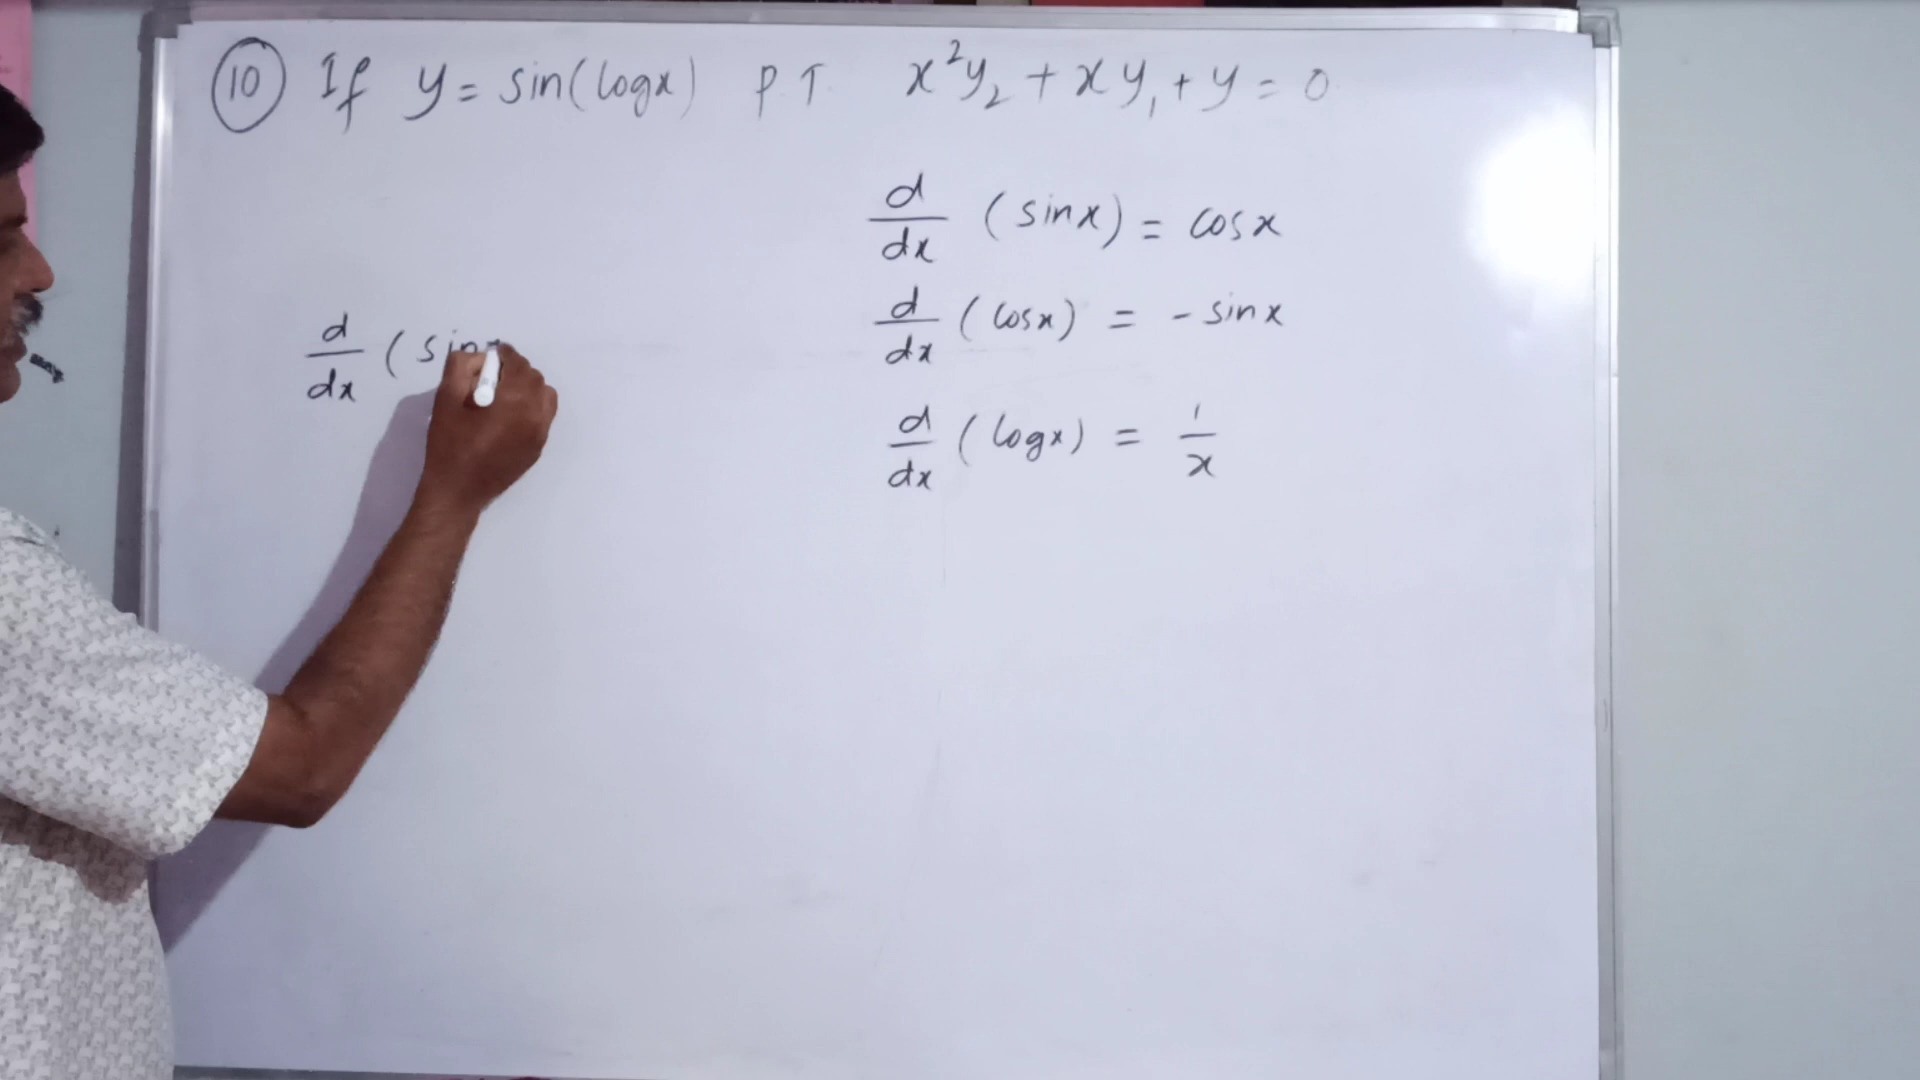 (10) If y = sin(logx) P.T. x²y₂ + xy₁ + y = 0
d/dx (sinx) = cosx
d/dx (cosx) = - sinx
d/dx (sin
d/dx (logx) = 1/x